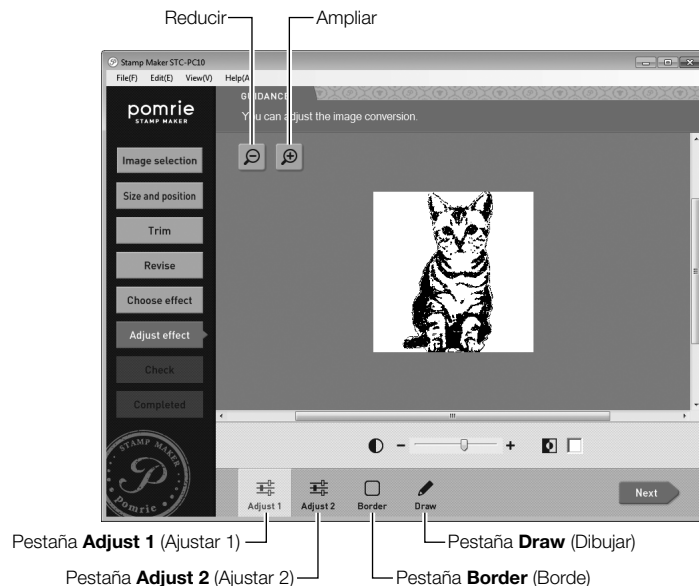 Reducir
Ampliar
Stamp Maker STC-PC10
File(F) Edit(E) View(V) Help(
GUIDANCE
You can adjust the image conversion.
pomrie
STAMP MAKER
Image selection
Size and position
Trim
Revise
Choose effect
Adjust effect
Check
Completed
STAMP MAKER
P
pomrie
Adjust 1 Adjust 2 Border Draw
Next
Pestaña Adjust 1 (Ajustar 1)
Pestaña Draw (Dibujar)
Pestaña Adjust 2 (Ajustar 2)
Pestaña Border (Borde)